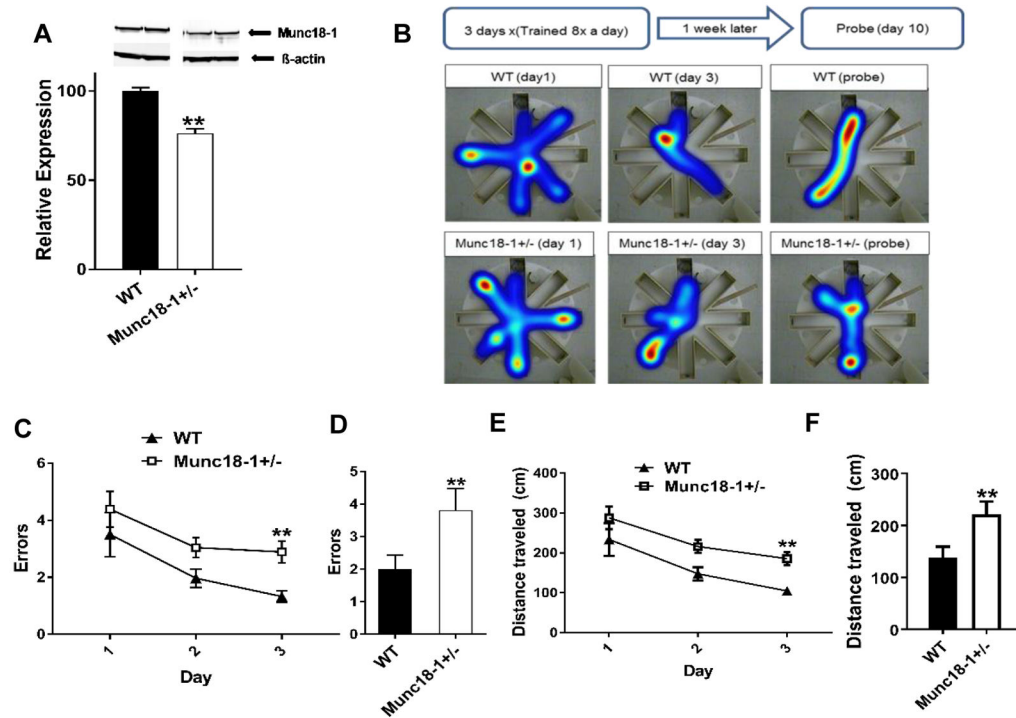 A
Munc18-1
ß-actin
Relative Expression
100
50
0
**
WT
Munc18-1+/-
B
3 days x(Trained 8x a day)
1 week later
Probe (day 10)
WT (day1)
WT (day 3)
WT (probe)
Munc18-1+/- (day 1)
Munc18-1+/- (day 3)
Munc18-1+/- (probe)
C
WT
Munc18-1+/-
Errors
6
4
2
0
**
1
2
3
Day
D
Errors
5
4
3
2
1
0
**
WT
Munc18-1+/-
E
WT
Munc18-1+/-
Distance traveled (cm)
400
300
200
100
0
**
1
2
3
Day
F
Distance traveled (cm)
300
200
100
0
**
WT
Munc18-1+/-